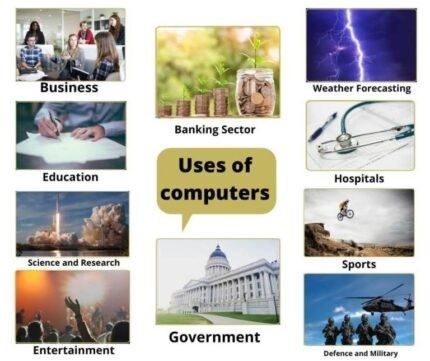 Business
Banking Sector
Weather Forecasting
Education
Uses of
computers
Hospitals
Science and Research
Sports
Entertainment
Government
Defence and Military